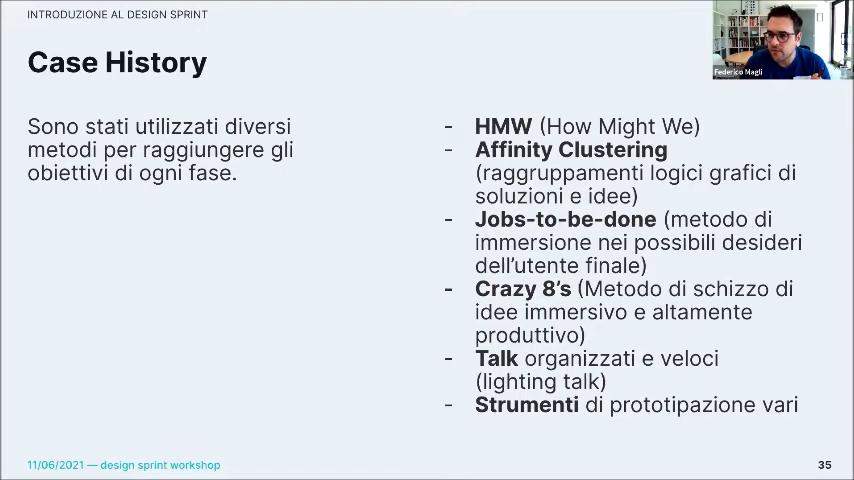 INTRODUZIONE AL DESIGN SPRINT
Federico Magli
Case History
Sono stati utilizzati diversi
metodi per raggiungere gli
obiettivi di ogni fase.
- HMW (How Might We)
- Affinity Clustering
(raggruppamenti logici grafici di
soluzioni e idee)
- Jobs-to-be-done (metodo di
immersione nei possibili desideri
dell'utente finale)
- Crazy 8's (Metodo di schizzo di
idee immersivo e altamente
produttivo)
- Talk organizzati e veloci
(lighting talk)
- Strumenti di prototipazione vari
11/06/2021 — design sprint workshop
35